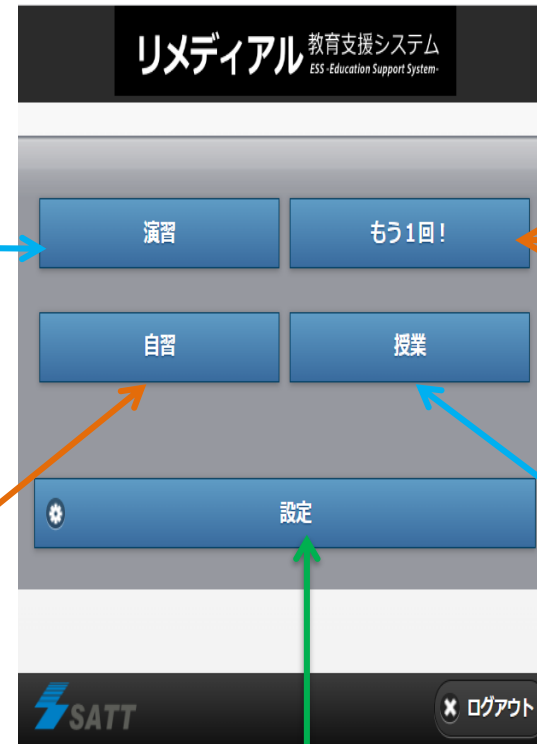 リメディアル 教育支援システム
ESS -Education Support System-
演習
もう1回!
自習
授業
設定
SATT
ログアウト